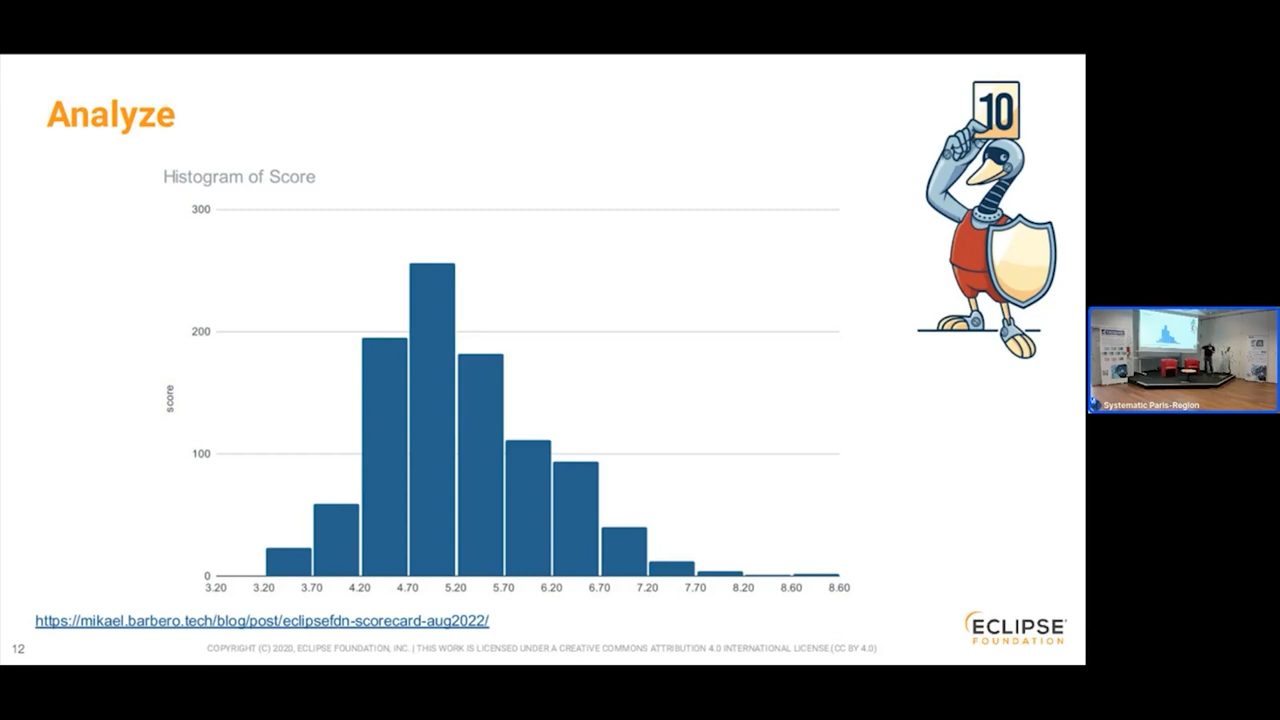 Analyze
10
Histogram of Score
300
200
100
0
score
3.20 3.20 3.70 4.20 4.70 5.20 5.70 6.20 6.70 7.20 7.70 8.20 8.60 8.60
https://mikael.barbero.tech/blog/post/eclipsefdn-scorecard-aug2022/
ECLIPSE
FOUNDATION
12
COPYRIGHT (C) 2020, ECLIPSE FOUNDATION, INC. | THIS WORK IS LICENSED UNDER A CREATIVE COMMONS ATTRIBUTION 4.0 INTERNATIONAL LICENSE (CC BY 4.0)
Systematic Paris-Region